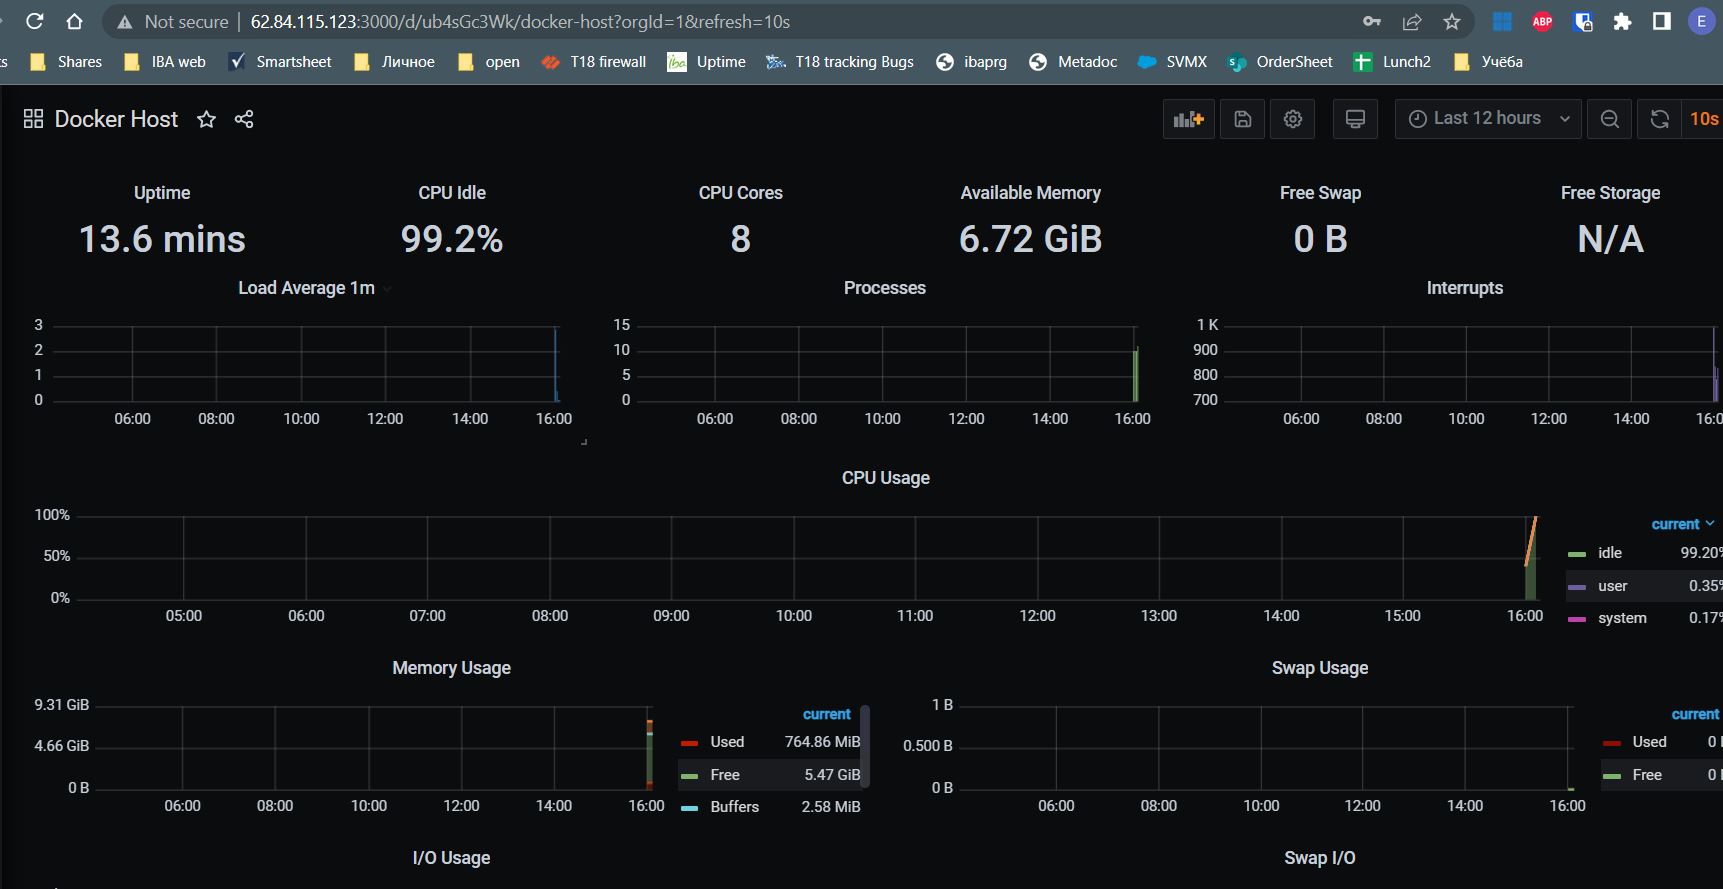 Not secure | 62.84.115.123:3000/d/ub4sGc3Wk/docker-host?orgId=1&refresh=10s ABP E
ts Shares IBA web Smartsheet Личное open T18 firewall iba Uptime T18 tracking Bugs ibaprg Metadoc SVMX S OrderSheet Lunch2 Учёба
Docker Host Last 12 hours 10s
Uptime CPU Idle CPU Cores Available Memory Free Swap Free Storage
13.6 mins 99.2% 8 6.72 GiB 0 B N/A
Load Average 1m
3
2
1
0
06:00 08:00 10:00 12:00 14:00 16:00
Processes
15
10
5
0
06:00 08:00 10:00 12:00 14:00 16:00
Interrupts
1 K
900
800
700
06:00 08:00 10:00 12:00 14:00 16:0
CPU Usage
100%
50%
0%
05:00 06:00 07:00 08:00 09:00 10:00 11:00 12:00 13:00 14:00 15:00 16:00
current
idle 99.20%
user 0.35%
system 0.17%
Memory Usage
9.31 GiB
4.66 GiB
0 B
06:00 08:00 10:00 12:00 14:00 16:00
current
Used 764.86 MiB
Free 5.47 GiB
Buffers 2.58 MiB
Swap Usage
1 B
0.500 B
0 B
06:00 08:00 10:00 12:00 14:00 16:00
current
Used 0
Free 0
I/O Usage Swap I/O